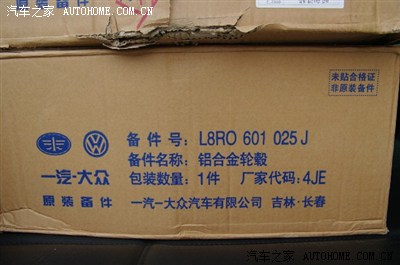 汽车之家 AUTOHOME.COM.CN
未贴合格证
非原装备件
备件号: L8RO 601 025 J
备件名称: 铝合金轮毂
一汽-大众
包装数量: 1件 厂家代码: 4JE
原装备件 一汽-大众汽车有限公司 吉林·长春
汽车之家 AUTOHOME.COM.CN